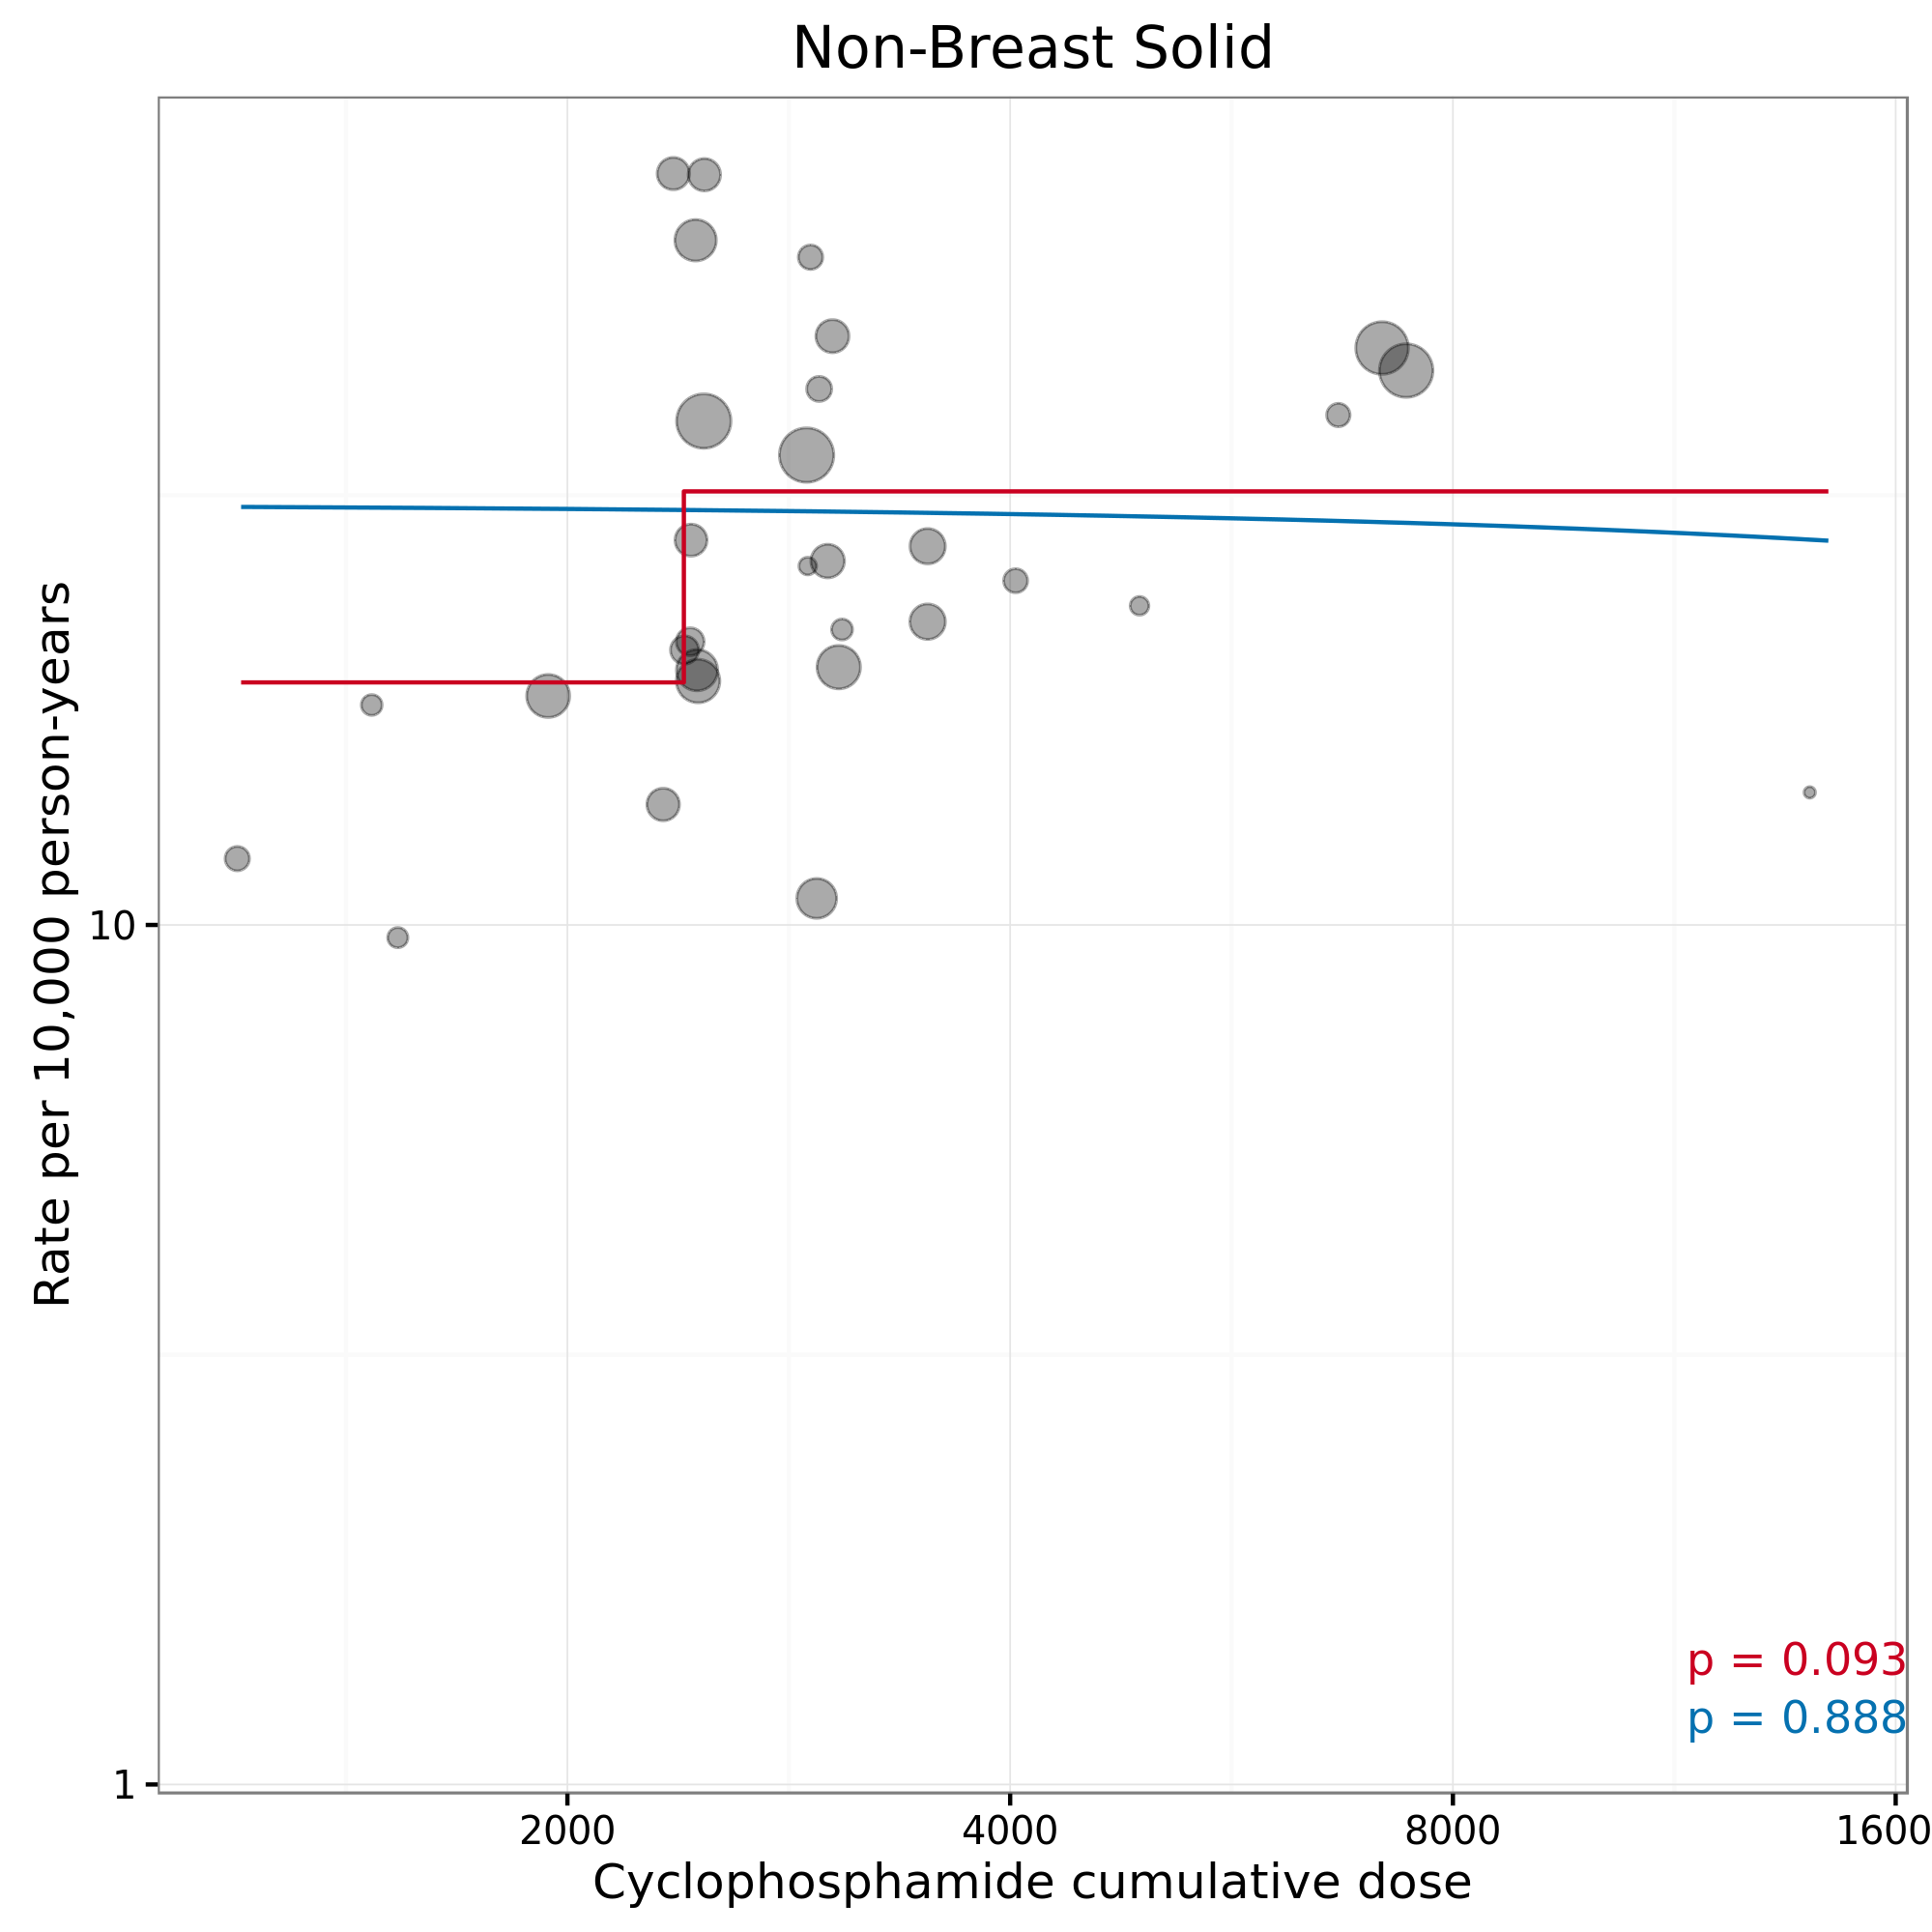 Non-Breast Solid
Rate per 10,000 person-years
10
1
p = 0.093
p = 0.888
2000 4000 8000 1600
Cyclophosphamide cumulative dose